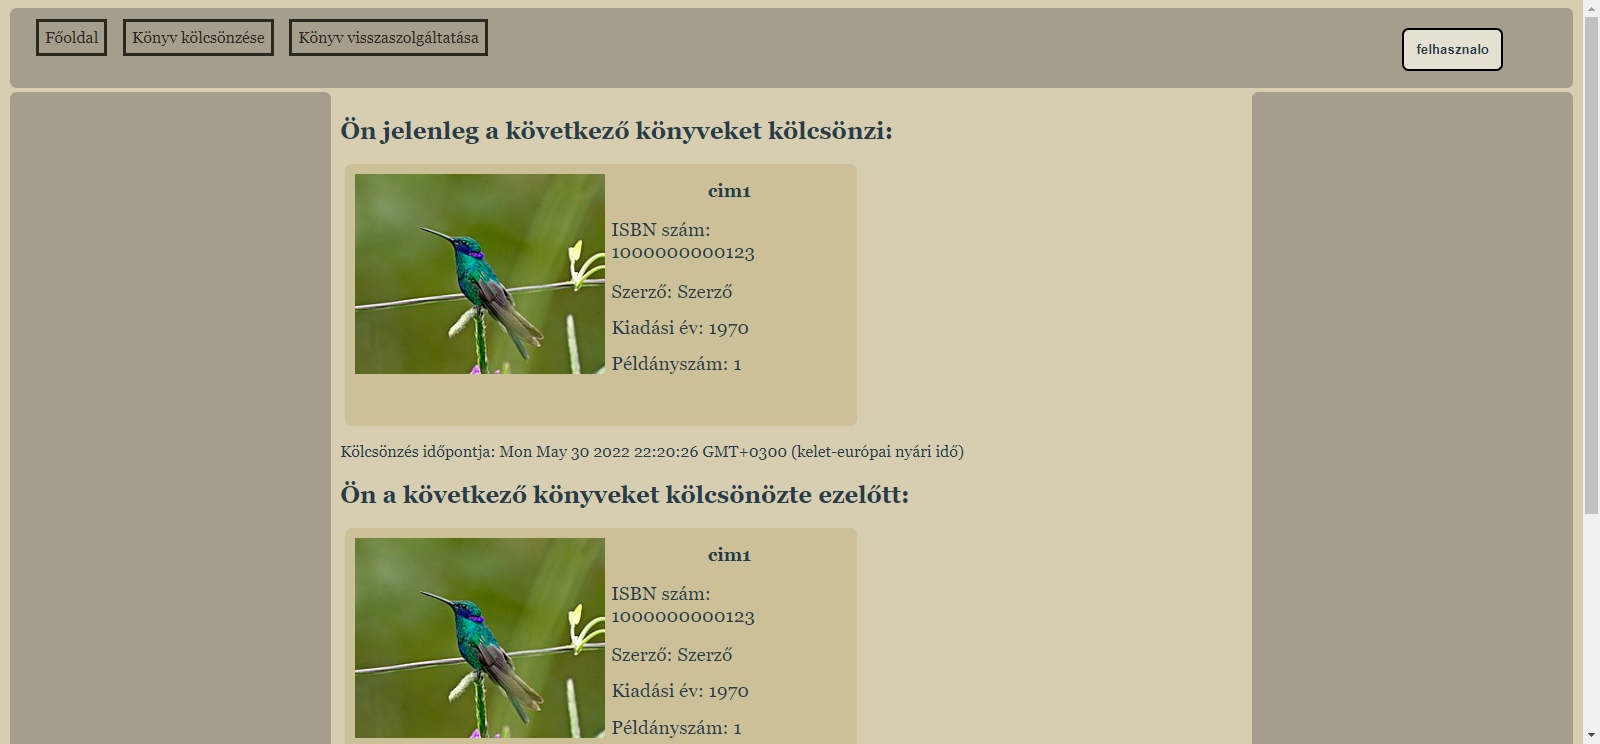 Főoldal
Könyv kölcsönzése
Könyv visszaszolgáltatása
felhasznalo
Ön jelenleg a következő könyveket kölcsönzi:
cim1
ISBN szám:
1000000000123
Szerző: Szerző
Kiadási év: 1970
Példányszám: 1
Kölcsönzés időpontja: Mon May 30 2022 22:20:26 GMT+0300 (kelet-európai nyári idő)
Ön a következő könyveket kölcsönözte ezelőtt:
cim1
ISBN szám:
1000000000123
Szerző: Szerző
Kiadási év: 1970
Példányszám: 1